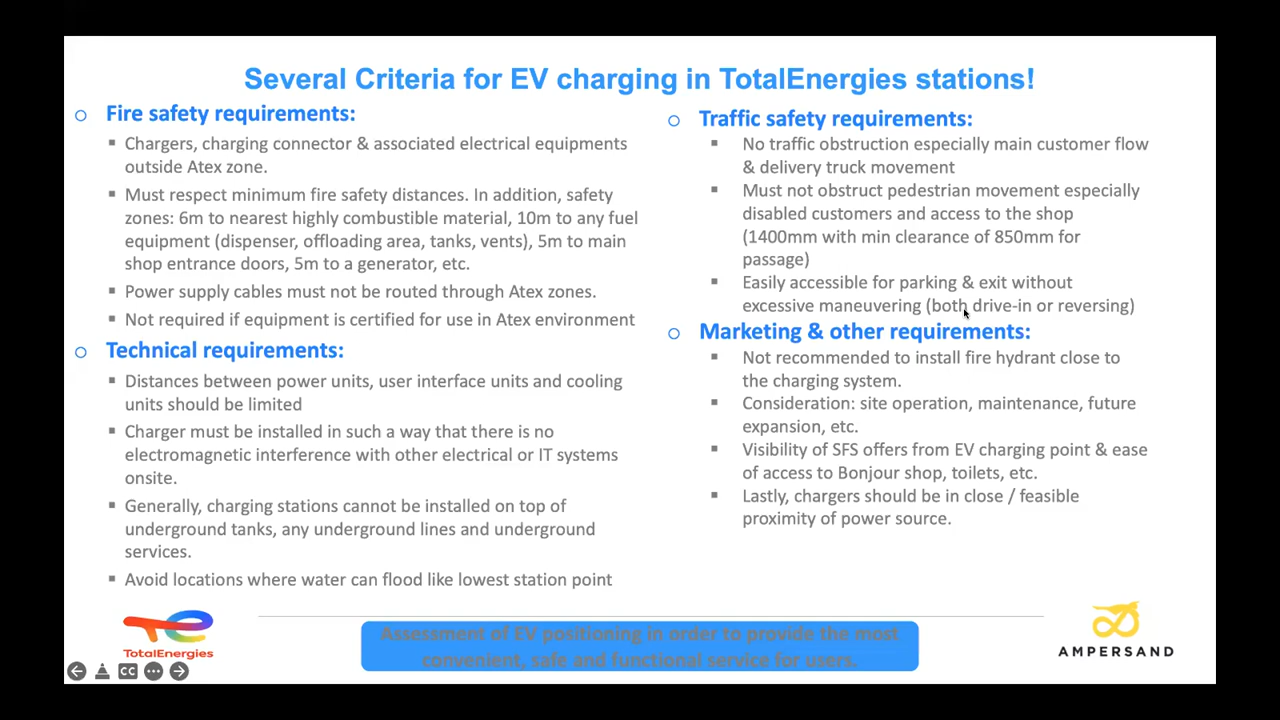 Several Criteria for EV charging in TotalEnergies stations!
Fire safety requirements:
Chargers, charging connector & associated electrical equipments
outside Atex zone.
Must respect minimum fire safety distances. In addition, safety
zones: 6m to nearest highly combustible material, 10m to any fuel
equipment (dispenser, offloading area, tanks, vents), 5m to main
shop entrance doors, 5m to a generator, etc.
Power supply cables must not be routed through Atex zones.
Not required if equipment is certified for use in Atex environment
Technical requirements:
Distances between power units, user interface units and cooling
units should be limited
Charger must be installed in such a way that there is no
electromagnetic interference with other electrical or IT systems
onsite.
Generally, charging stations cannot be installed on top of
underground tanks, any underground lines and underground
services.
Avoid locations where water can flood like lowest station point
Traffic safety requirements:
No traffic obstruction especially main customer flow
& delivery truck movement
Must not obstruct pedestrian movement especially
disabled customers and access to the shop
(1400mm with min clearance of 850mm for
passage)
Easily accessible for parking & exit without
excessive maneuvering (both drive-in or reversing)
Marketing & other requirements:
Not recommended to install fire hydrant close to
the charging system.
Consideration: site operation, maintenance, future
expansion, etc.
Visibility of SFS offers from EV charging point & ease
of access to Bonjour shop, toilets, etc.
Lastly, chargers should be in close / feasible
proximity of power source.
Assessment of EV positioning in order to provide the most
convenient, safe and functional service for users.
TotalEnergies
AMPERSAND
CC